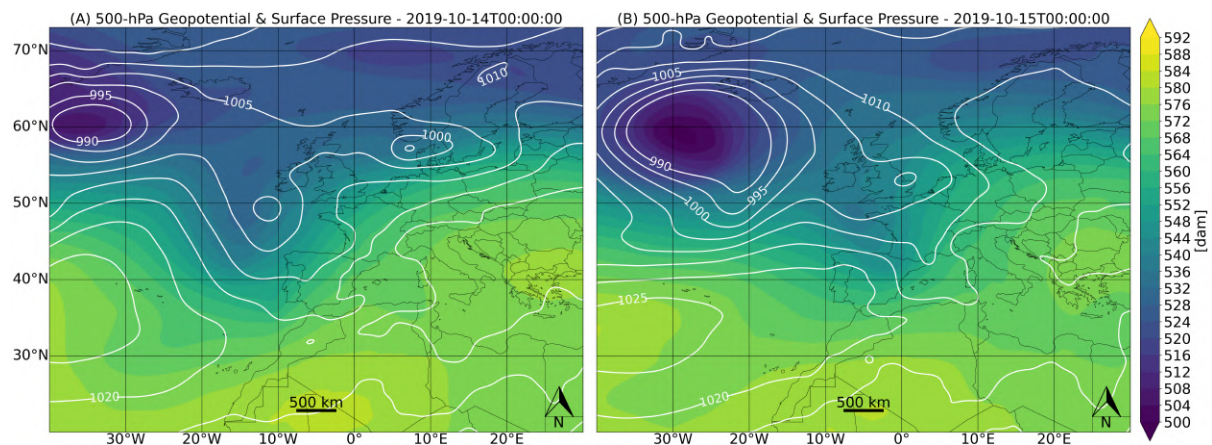 (A) 500-hPa Geopotential & Surface Pressure - 2019-10-14T00:00:00
(B) 500-hPa Geopotential & Surface Pressure - 2019-10-15T00:00:00
70°N
60°N
50°N
40°N
30°N
995
990
1005
1010
1000
1020
500 km
N
30°W
20°W
10°W
0°
10°E
20°E
1005
1010
990
995
1000
1025
1020
500 km
N
30°W
20°W
10°W
0°
10°E
20°E
592
588
584
580
576
572
568
564
560
556
552
548
544
540
536
532
528
524
520
516
512
508
504
500
[dam]